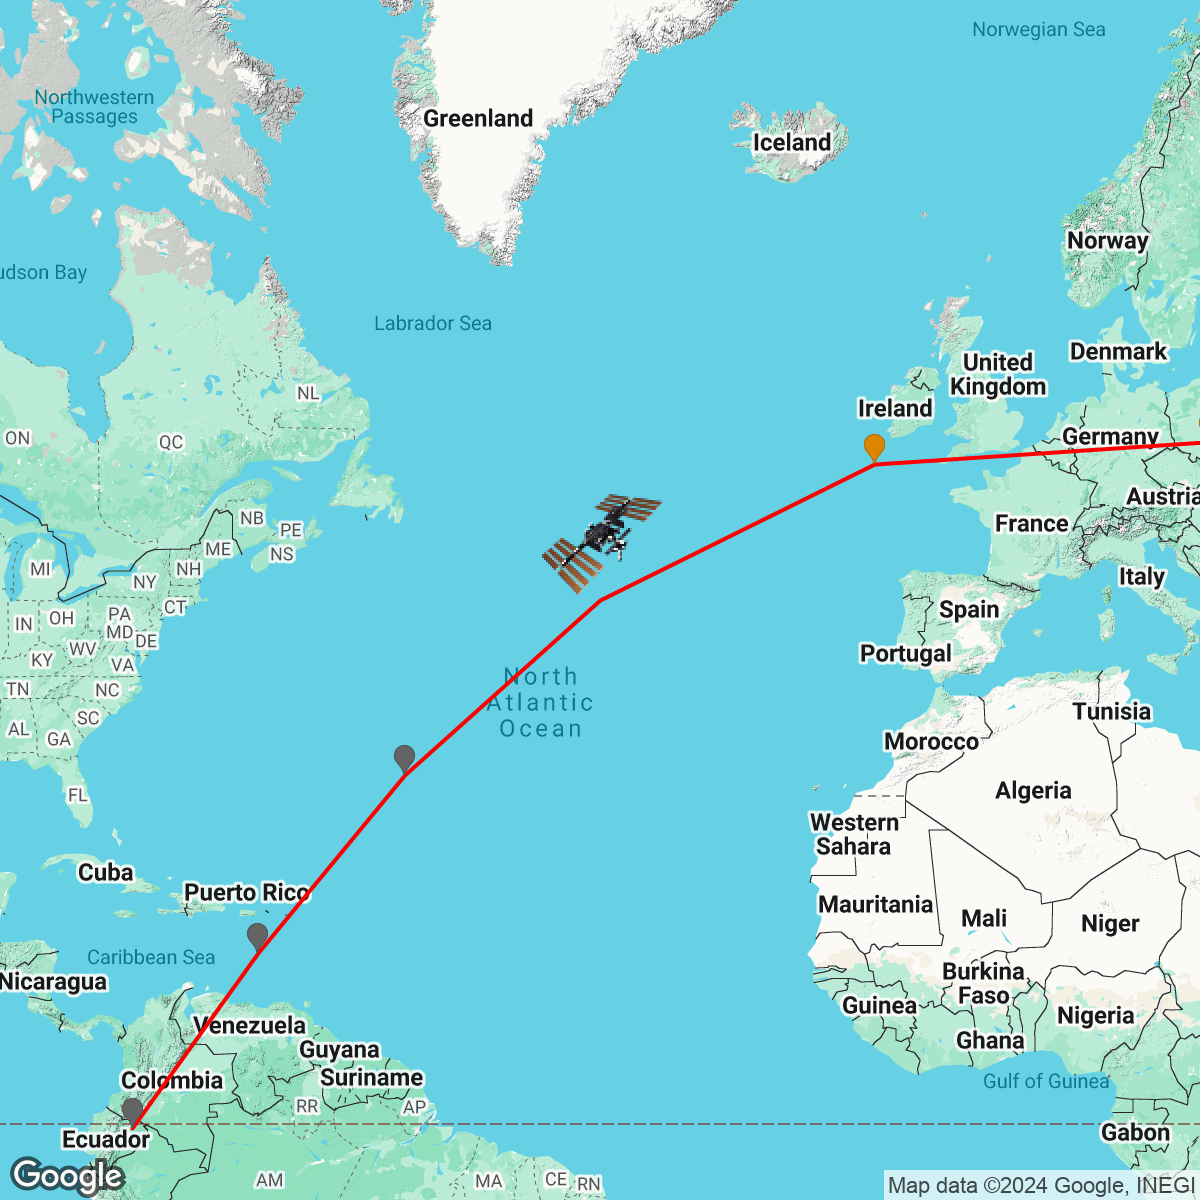 Norwegian Sea
Northwestern
Passages
Greenland
Iceland
Norway
udson Bay
Labrador Sea
Denmark
United
Kingdom
NL
Ireland
ON
QC
Germany
Austria
NB
PE
France
ME
NS
MI
NH
NY
Italy
CT
Spain
PA
IN
OH
MD
DE
WV
Portugal
KY
VA
North
Atlantic
Ocean
TN
NC
Tunisia
SC
AL
GA
Morocco
Algeria
FL
Western
Sahara
Cuba
Puerto Rico
Mauritania
Mali
Niger
Caribbean Sea
Burkina
Faso
Nicaragua
Guinea
Nigeria
Venezuela
Ghana
Guyana
Colombia
Suriname
Gulf of Guinea
RR
AP
Ecuador
Gabon
Google
AM
MA
CE
RN
Map data ©2024 Google, INEGI